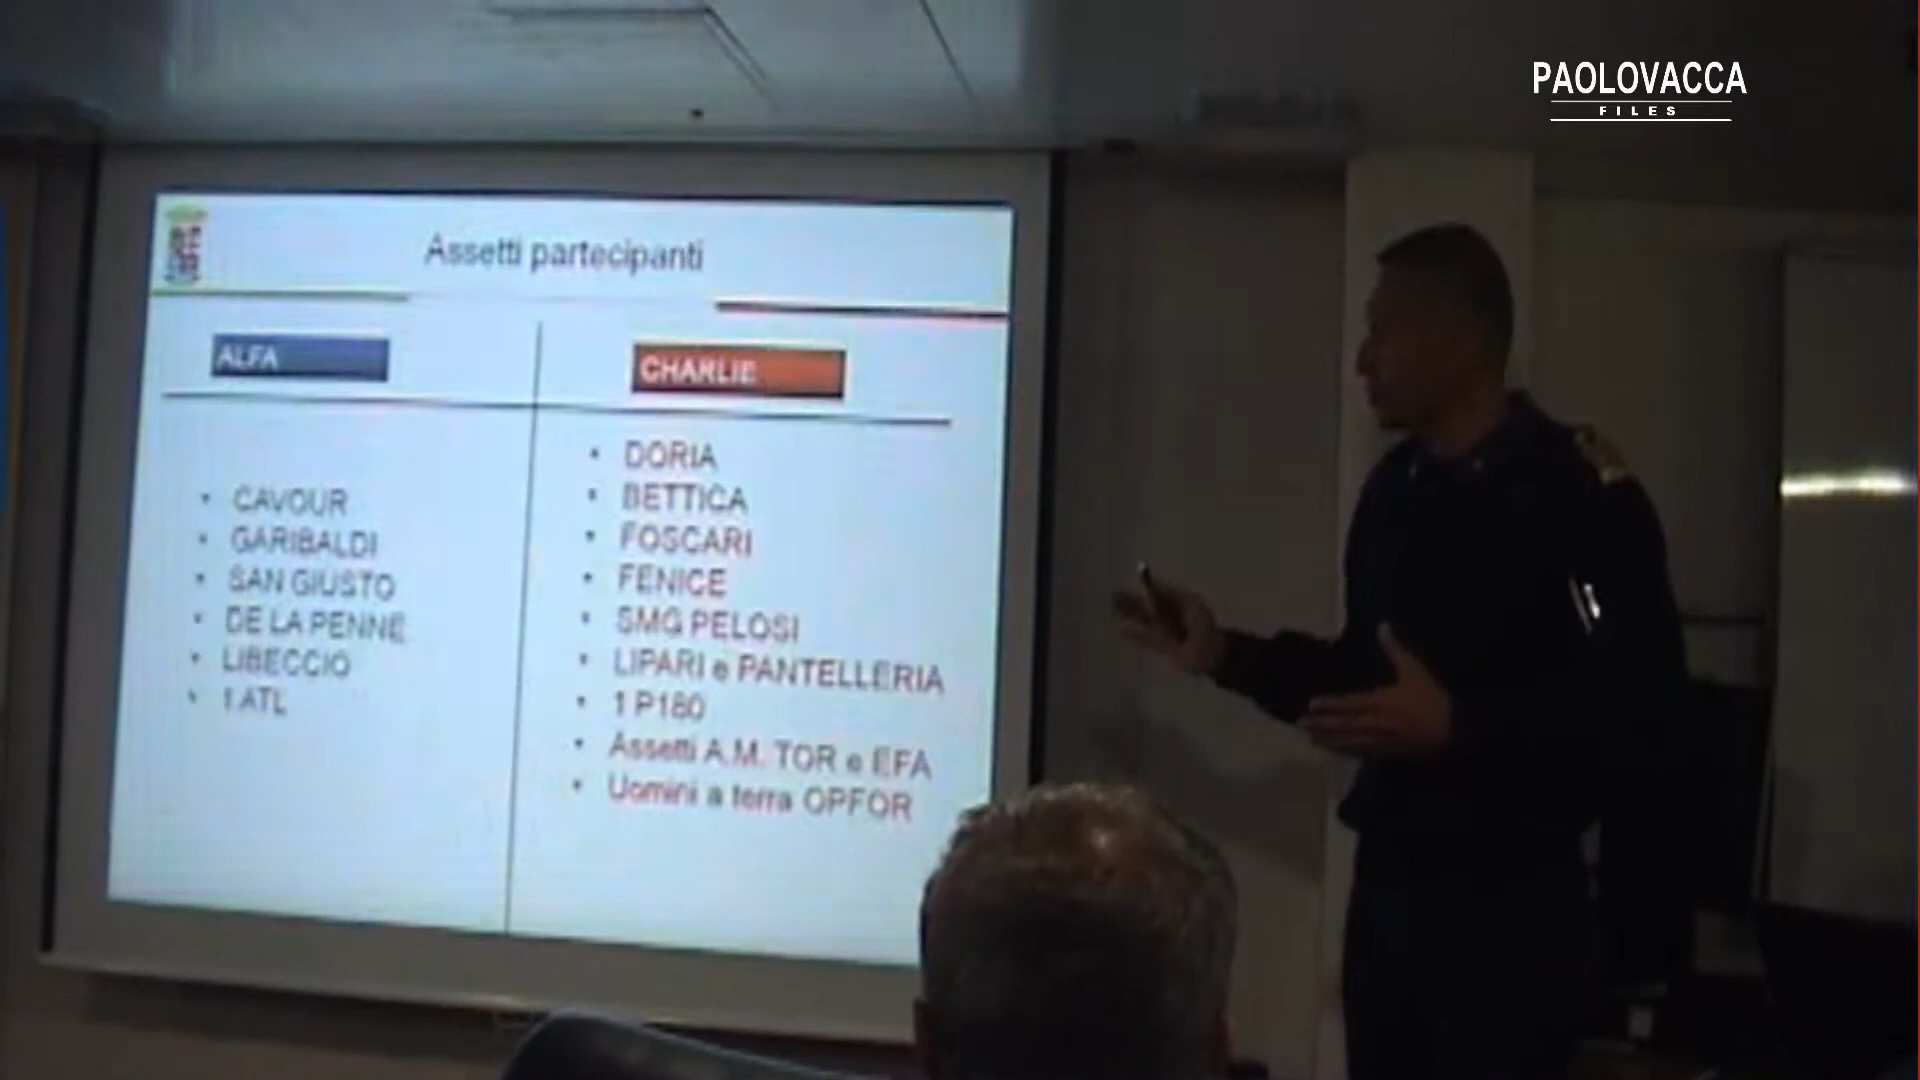 PAOLOVACCA
FILES
Assetti partecipanti
ALFA
• CAVOUR
• GARIBALDI
• SAN GIUSTO
• DE LA PENNE
• LIBECCIO
• 1 ATL
CHARLIE
• DORIA
• BETTICA
• FOSCARI
• FENICE
• SMG PELOSI
• LIPARI e PANTELLERIA
• 1 P180
• Assetti A.M. TOR e EFA
• Uomini a terra OPFOR